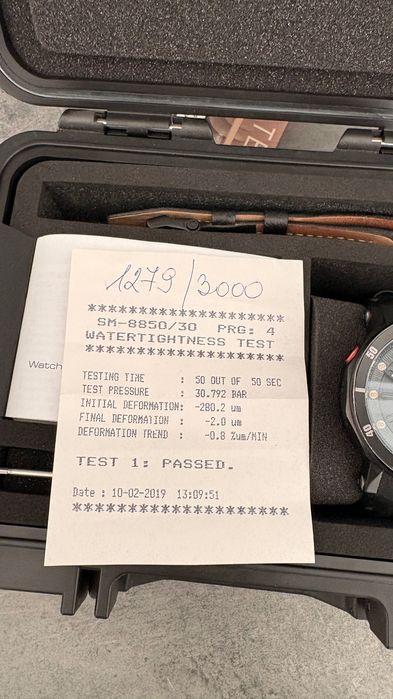 1279/3000
********************
SM-8850/30 PRG: 4
WATERTIGHTNESS TEST
********************
TESTING TIME : 50 OUT OF 50 SEC
TEST PRESSURE : 30.792 BAR
INITIAL DEFORMATION: -280.2 um
FINAL DEFORMATION : -2.0 um
DEFORMATION TREND : -0.8 %um/MIN
TEST 1: PASSED.
Date : 10-02-2019 13:09:51
**********************
Watch
50
40